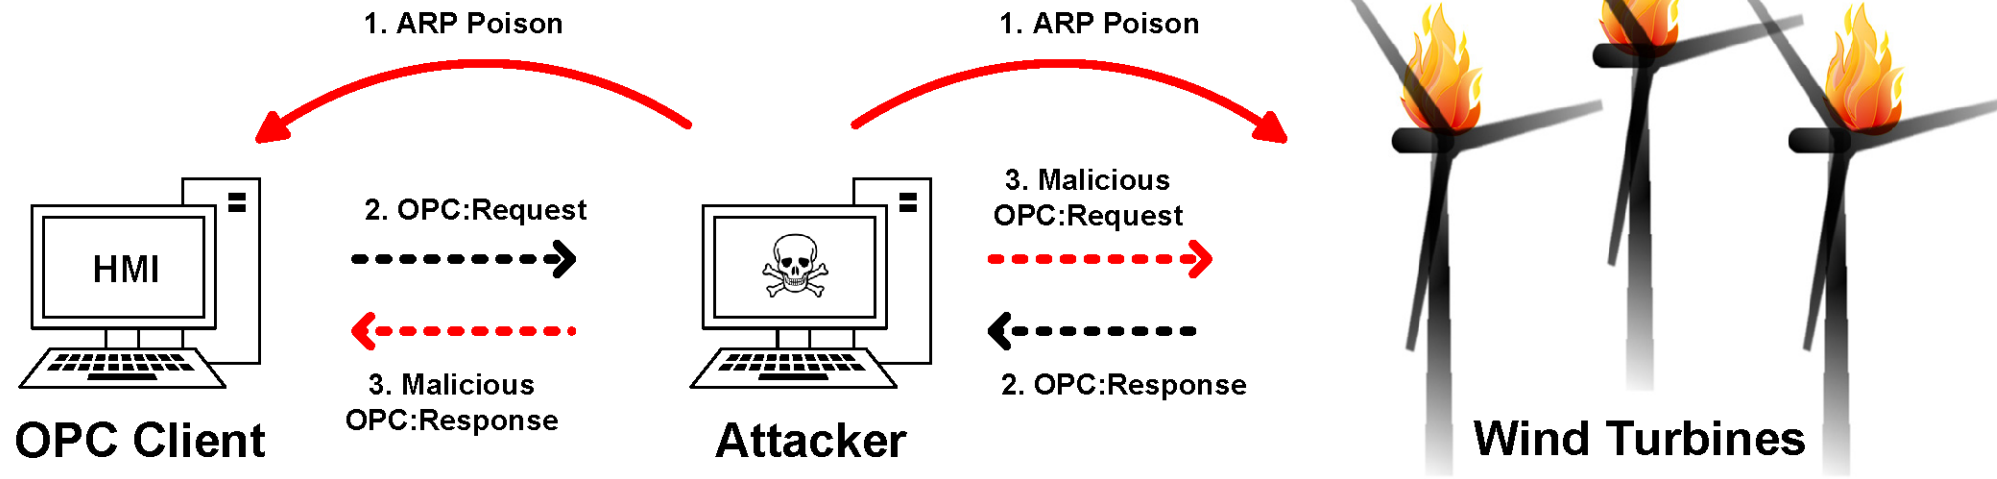 1. ARP Poison
1. ARP Poison
3. Malicious
OPC:Request
2. OPC:Request
HMI
3. Malicious
OPC:Response
2. OPC:Response
OPC Client
Attacker
Wind Turbines